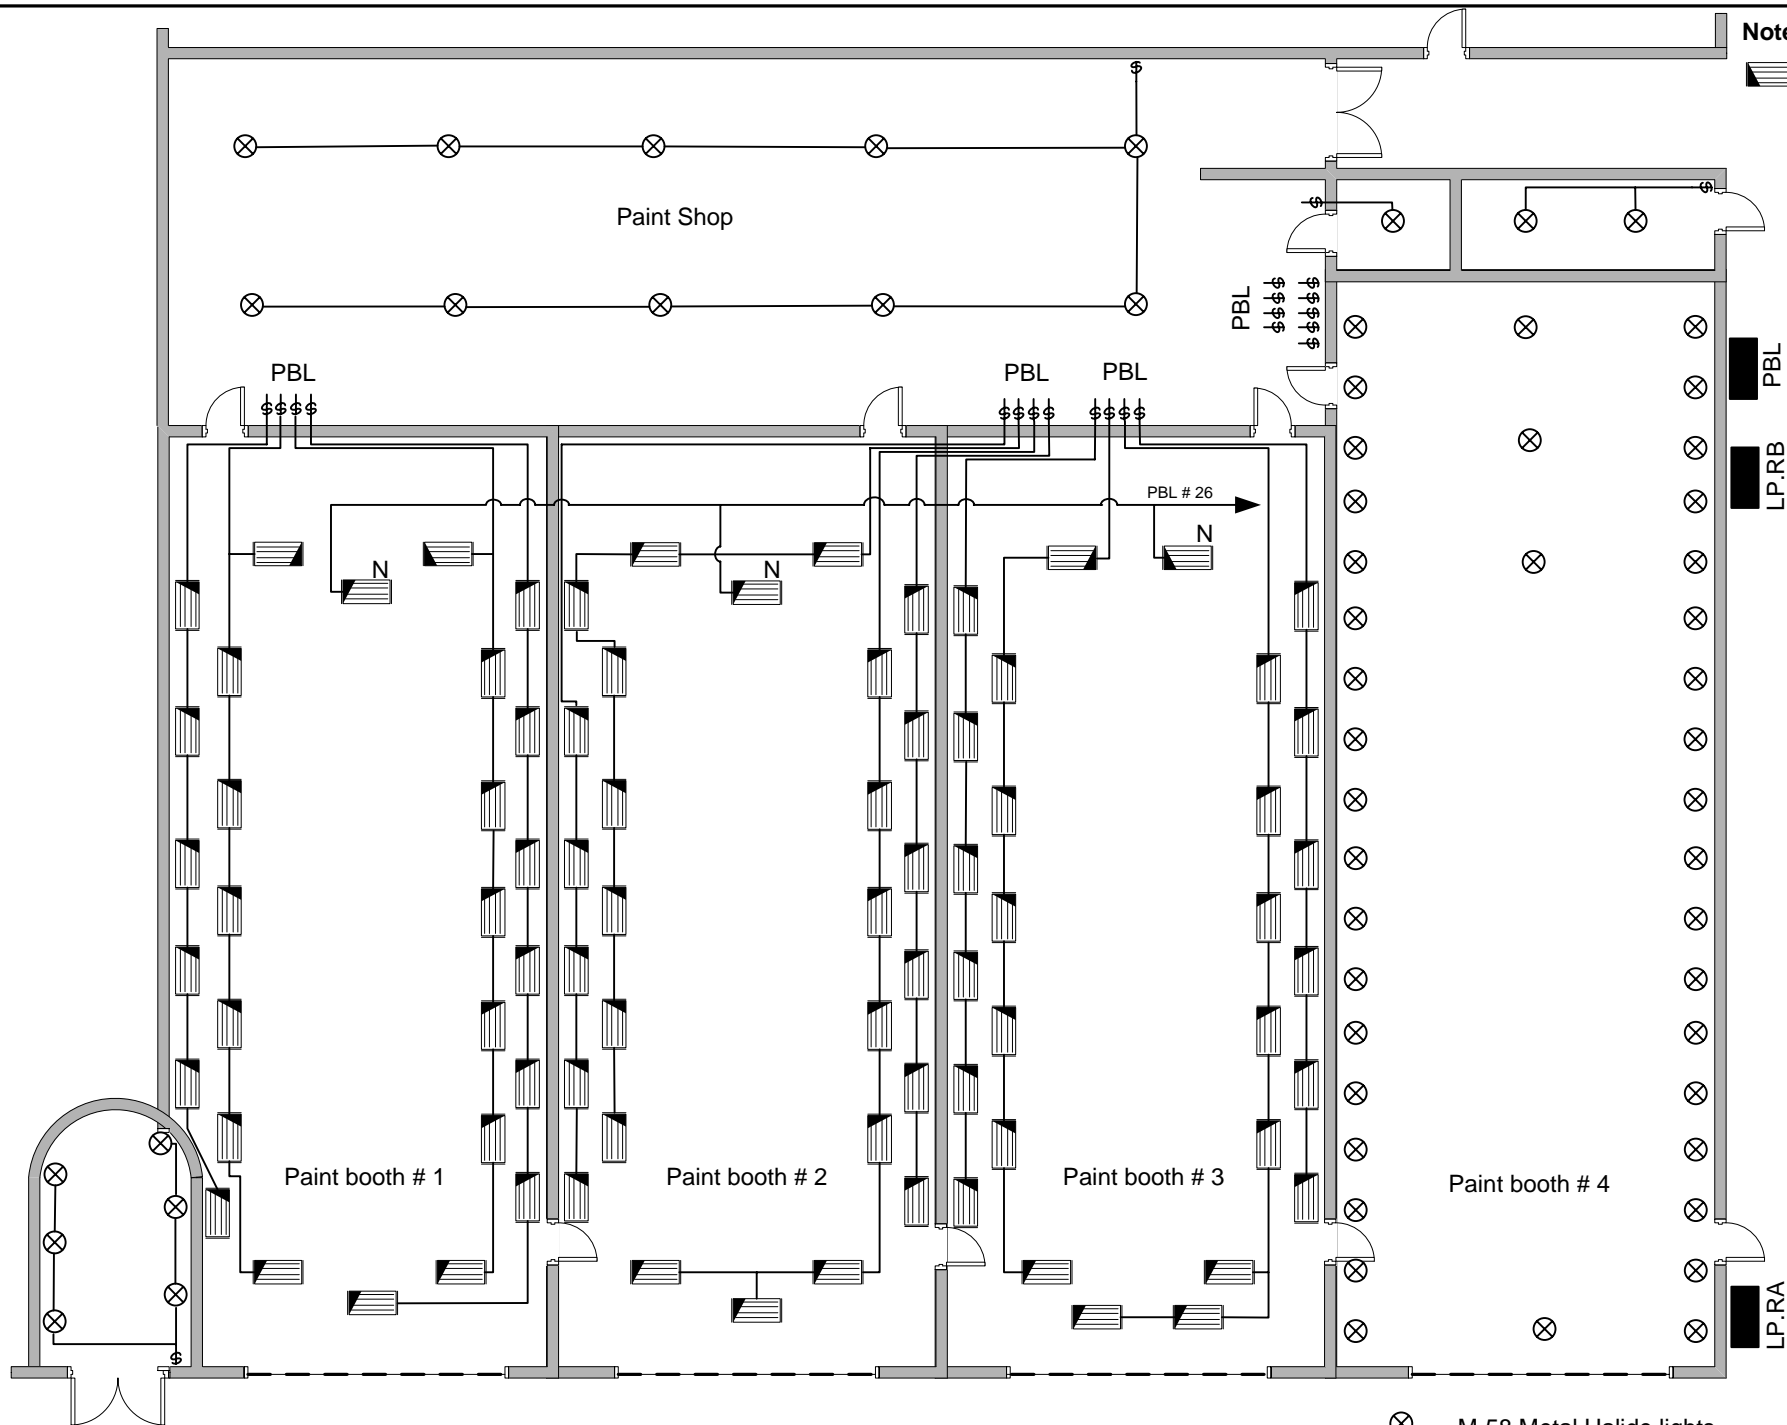 Note
Paint Shop
PBL
PBL
PBL
PBL
PBL
LP.RB
PBL # 26
N
N
N
Paint booth # 1
Paint booth # 2
Paint booth # 3
Paint booth # 4
LP.RA
M 58 Metal Halide lights